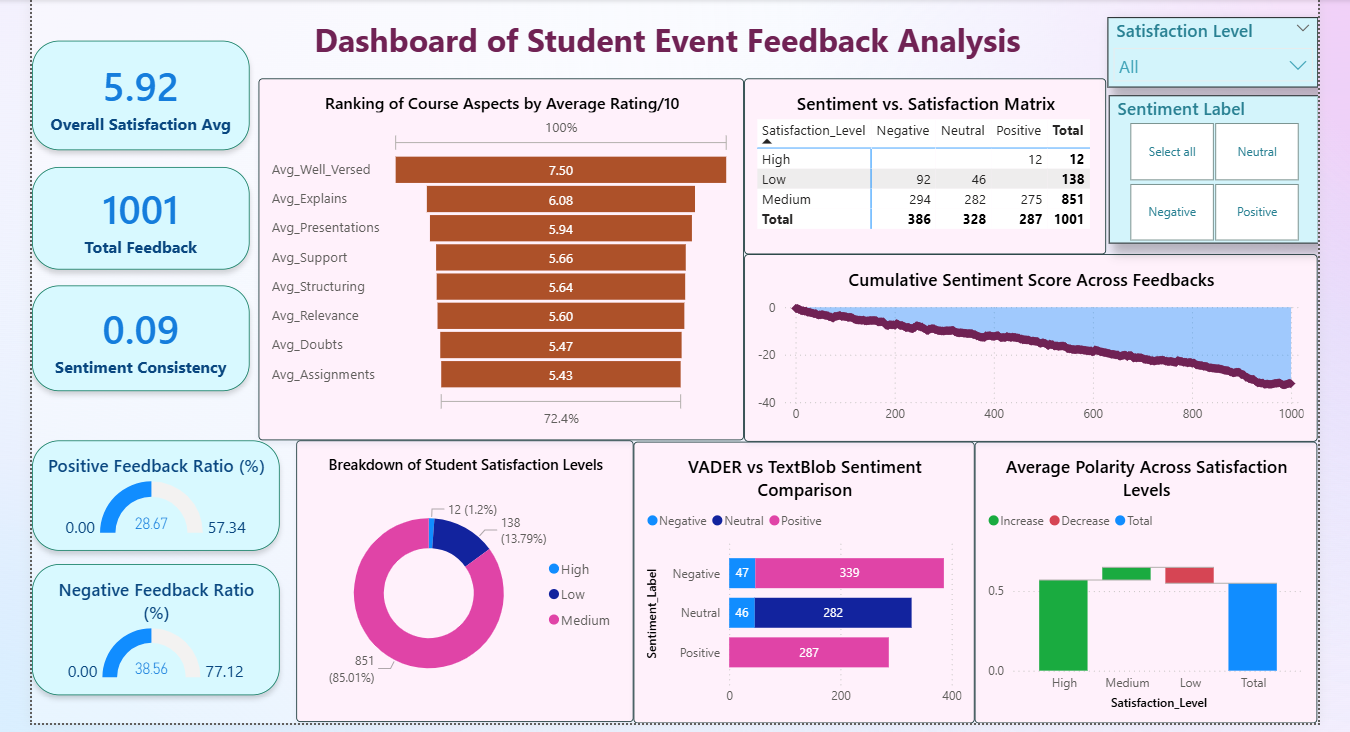 Dashboard of Student Event Feedback Analysis
Satisfaction Level
All
Sentiment Label
Select all
Neutral
Negative
Positive
5.92
Overall Satisfaction Avg
1001
Total Feedback
0.09
Sentiment Consistency
Positive Feedback Ratio (%)
0.00
28.67
57.34
Negative Feedback Ratio
(%)
0.00
38.56
77.12
Ranking of Course Aspects by Average Rating/10
100%
Avg_Well_Versed 7.50
Avg_Explains 6.08
Avg_Presentations 5.94
Avg_Support 5.66
Avg_Structuring 5.64
Avg_Relevance 5.60
Avg_Doubts 5.47
Avg_Assignments 5.43
72.4%
Sentiment vs. Satisfaction Matrix
Satisfaction_Level Negative Neutral Positive Total
High 12 12
Low 92 46 138
Medium 294 282 275 851
Total 386 328 287 1001
Cumulative Sentiment Score Across Feedbacks
0
-20
-40
0 200 400 600 800 1000
Breakdown of Student Satisfaction Levels
12 (1.2%)
138
(13.79%)
851
(85.01%)
High
Low
Medium
VADER vs TextBlob Sentiment
Comparison
Negative Neutral Positive
Sentiment_Label
Negative 47 339
Neutral 46 282
Positive 287
0 200 400
Average Polarity Across Satisfaction
Levels
Increase Decrease Total
0.5
0.0
High Medium Low Total
Satisfaction_Level